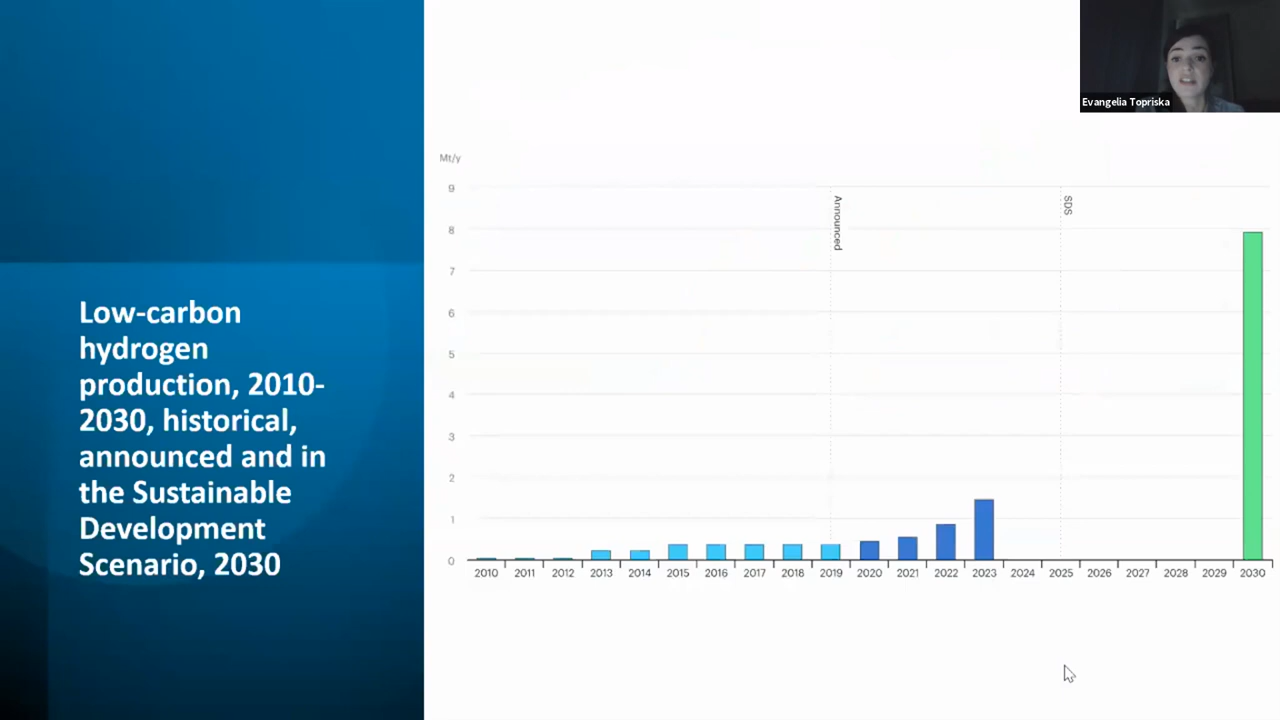 Evangelia Topriska
Low-carbon
hydrogen
production, 2010-
2030, historical,
announced and in
the Sustainable
Development
Scenario, 2030
Mt/y
9
8
7
6
5
4
3
2
1
0
Announced
SDS
2010 2011 2012 2013 2014 2015 2016 2017 2018 2019 2020 2021 2022 2023 2024 2025 2026 2027 2028 2029 2030